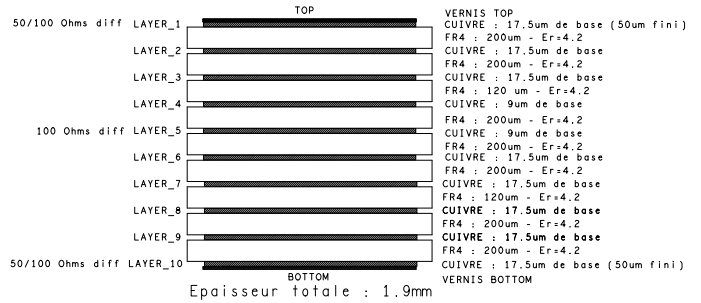 TOP
VERNIS TOP
50/100 Ohms diff LAYER_1
CUIVRE : 17.5um de base (50um fini)
FR4 : 200um - Er=4.2
LAYER_2
CUIVRE : 17.5um de base
FR4 : 200um - Er=4.2
LAYER_3
CUIVRE : 17.5um de base
FR4 : 120 um - Er=4.2
LAYER_4
CUIVRE : 9um de base
FR4 : 200um - Er=4.2
100 Ohms diff LAYER_5
CUIVRE : 9um de base
FR4 : 200um - Er=4.2
LAYER_6
CUIVRE : 17.5um de base
FR4 : 200um - Er=4.2
LAYER_7
CUIVRE : 17.5um de base
FR4 : 120um - Er=4.2
LAYER_8
CUIVRE : 17.5um de base
FR4 : 200um - Er=4.2
LAYER_9
CUIVRE : 17.5um de base
FR4 : 200um - Er=4.2
50/100 Ohms diff LAYER_10
CUIVRE : 17.5um de base (50um fini)
BOTTOM
VERNIS BOTTOM
Epaisseur totale : 1.9mm